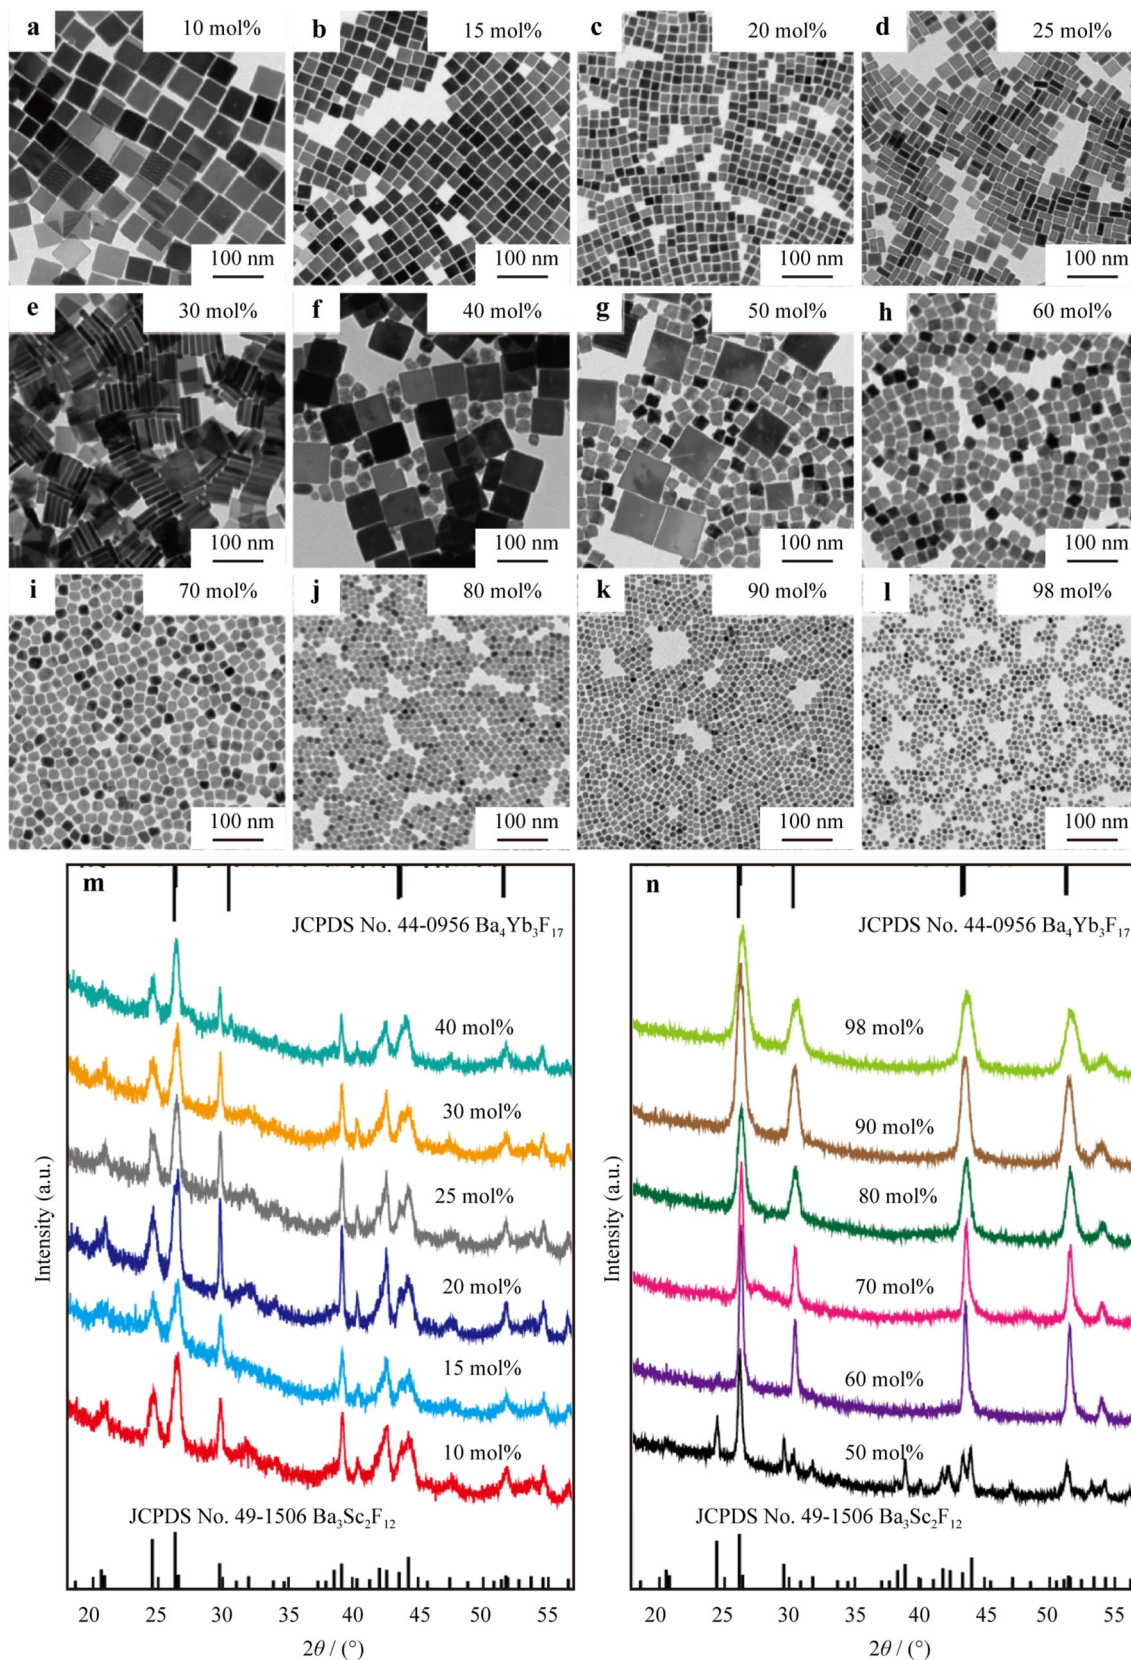 a 10 mol% b 15 mol% c 20 mol% d 25 mol%
100 nm 100 nm 100 nm 100 nm
e 30 mol% f 40 mol% g 50 mol% h 60 mol%
100 nm 100 nm 100 nm 100 nm
i 70 mol% j 80 mol% k 90 mol% l 98 mol%
100 nm 100 nm 100 nm 100 nm
m
JCPDS No. 44-0956 Ba₄Yb₃F₁₇
40 mol%
30 mol%
25 mol%
20 mol%
15 mol%
10 mol%
JCPDS No. 49-1506 Ba₃Sc₂F₁₂
Intensity (a.u.)
20 25 30 35 40 45 50 55
2θ / (°)
n
JCPDS No. 44-0956 Ba₄Yb₃F₁₇
98 mol%
90 mol%
80 mol%
70 mol%
60 mol%
50 mol%
JCPDS No. 49-1506 Ba₃Sc₂F₁₂
Intensity (a.u.)
20 25 30 35 40 45 50 55
2θ / (°)